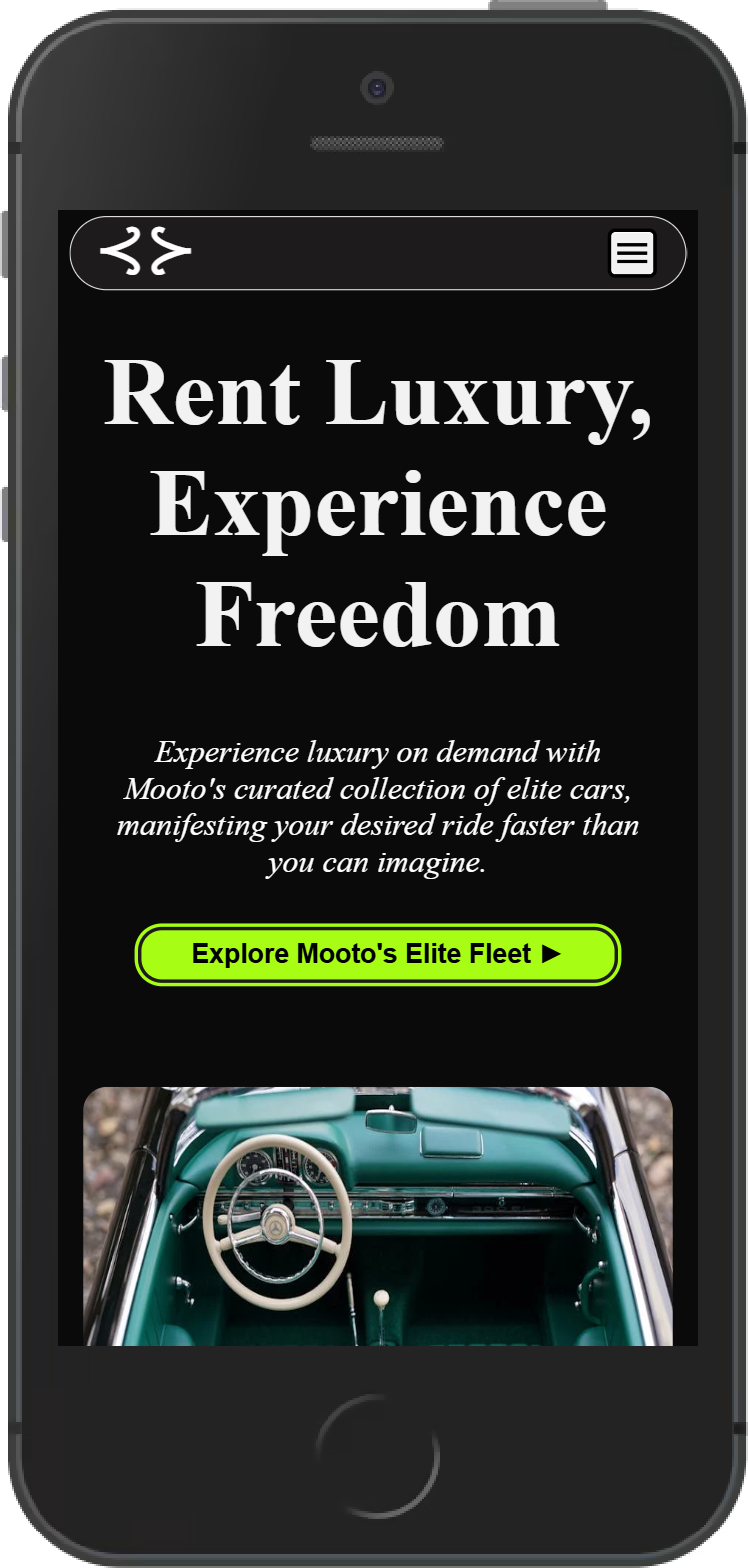 Rent Luxury,
Experience
Freedom
Experience luxury on demand with
Mooto's curated collection of elite cars,
manifesting your desired ride faster than
you can imagine.
Explore Mooto's Elite Fleet ►